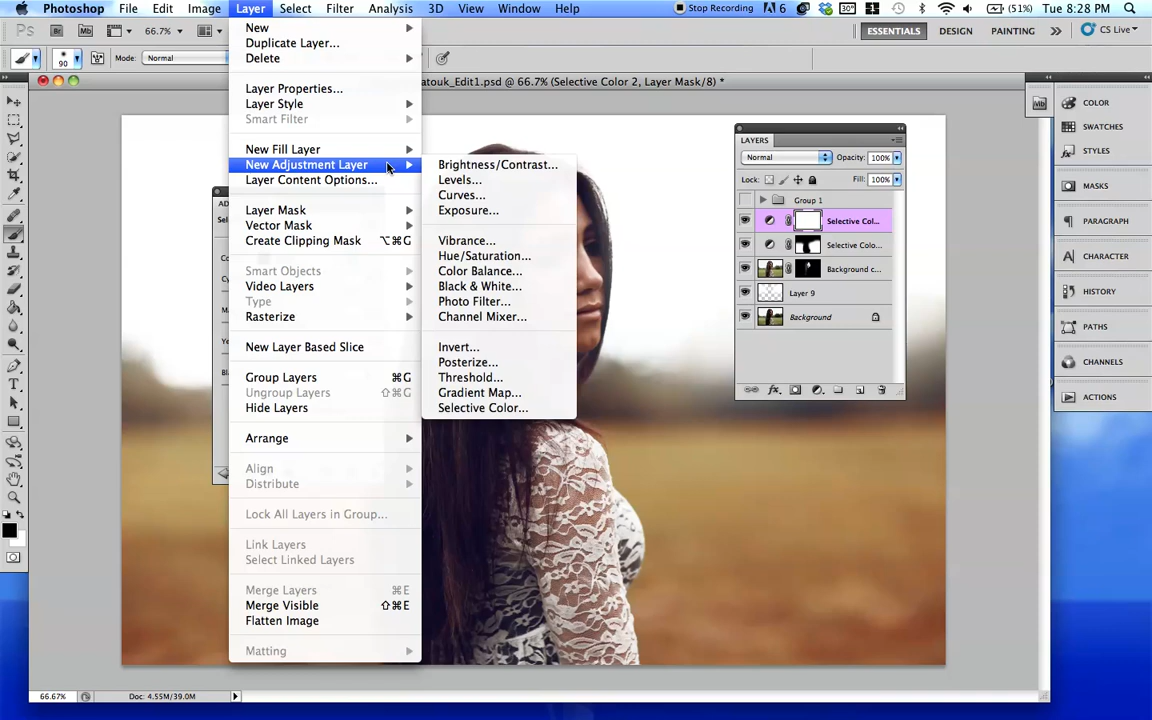 Photoshop File Edit Image Layer Select Filter Analysis 3D View Window Help Stop Recording 6 30° (51%) Tue 8:28 PM
Ps Br Mb 66.7% ESSENTIALS DESIGN PAINTING CS Live
90 Mode: Normal
atouk_Edit1.psd @ 66.7% (Selective Color 2, Layer Mask/8) *
New
Duplicate Layer...
Delete
Layer Properties...
Layer Style
Smart Filter
New Fill Layer
New Adjustment Layer
Layer Content Options...
Layer Mask
Vector Mask
Create Clipping Mask ⌥⌘G
Smart Objects
Video Layers
Type
Rasterize
New Layer Based Slice
Group Layers ⌘G
Ungroup Layers ⇧⌘G
Hide Layers
Arrange
Align
Distribute
Lock All Layers in Group...
Link Layers
Select Linked Layers
Merge Layers ⌘E
Merge Visible ⇧⌘E
Flatten Image
Matting
Brightness/Contrast...
Levels...
Curves...
Exposure...
Vibrance...
Hue/Saturation...
Color Balance...
Black & White...
Photo Filter...
Channel Mixer...
Invert...
Posterize...
Threshold...
Gradient Map...
Selective Color...
LAYERS
Normal Opacity: 100%
Lock: Fill: 100%
Group 1
Selective Col...
Selective Colo...
Background c...
Layer 9
Background
COLOR
SWATCHES
STYLES
MASKS
PARAGRAPH
CHARACTER
HISTORY
PATHS
CHANNELS
ACTIONS
66.67% Doc: 4.55M/39.0M